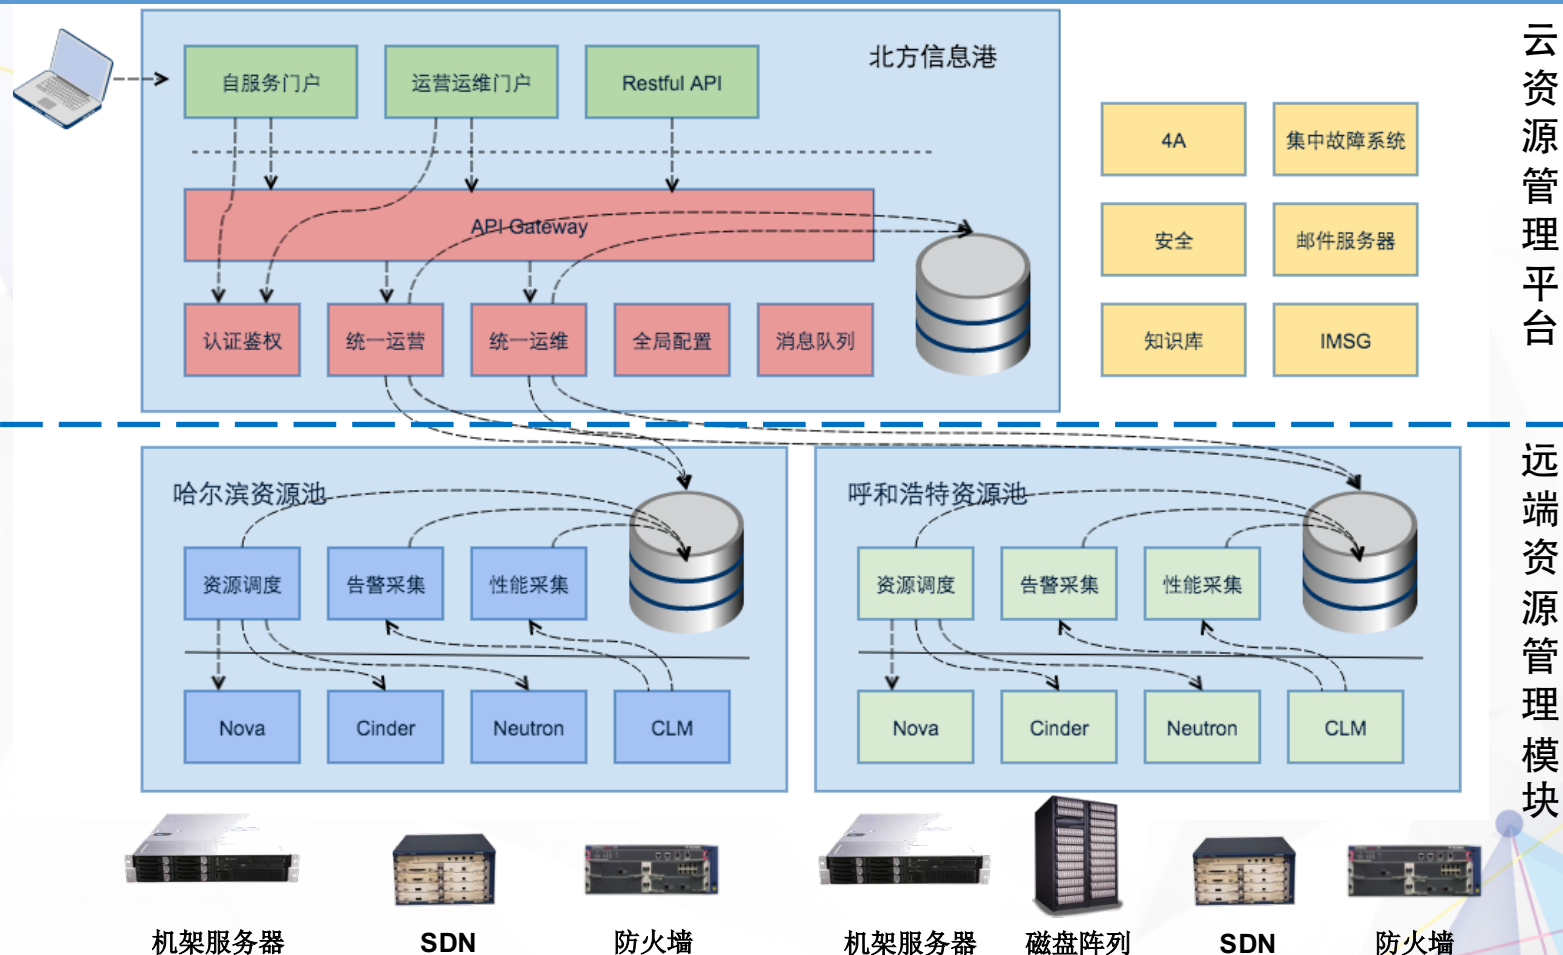 北方信息港
自服务门户
运营运维门户
Restful API
API Gateway
认证鉴权
统一运营
统一运维
全局配置
消息队列
4A
集中故障系统
安全
邮件服务器
知识库
IMSG
云资源管理平台
哈尔滨资源池
资源调度
告警采集
性能采集
Nova
Cinder
Neutron
CLM
呼和浩特资源池
资源调度
告警采集
性能采集
Nova
Cinder
Neutron
CLM
远端资源管理模块
机架服务器
SDN
防火墙
机架服务器
磁盘阵列
SDN
防火墙